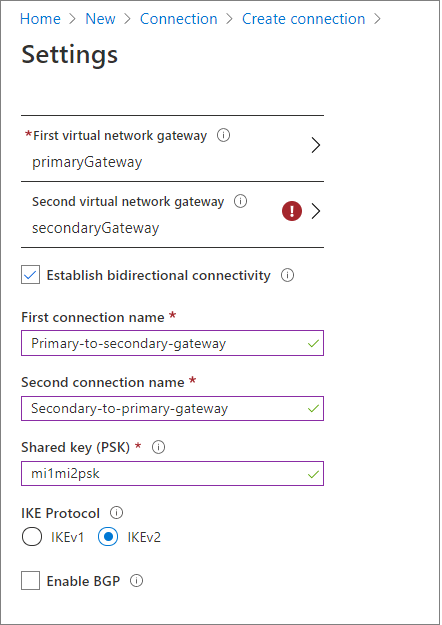 Home > New > Connection > Create connection >
Settings
*First virtual network gateway
primaryGateway
Second virtual network gateway
secondaryGateway
Establish bidirectional connectivity
First connection name *
Primary-to-secondary-gateway
Second connection name *
Secondary-to-primary-gateway
Shared key (PSK) *
mi1mi2psk
IKE Protocol
IKEv1 IKEv2
Enable BGP